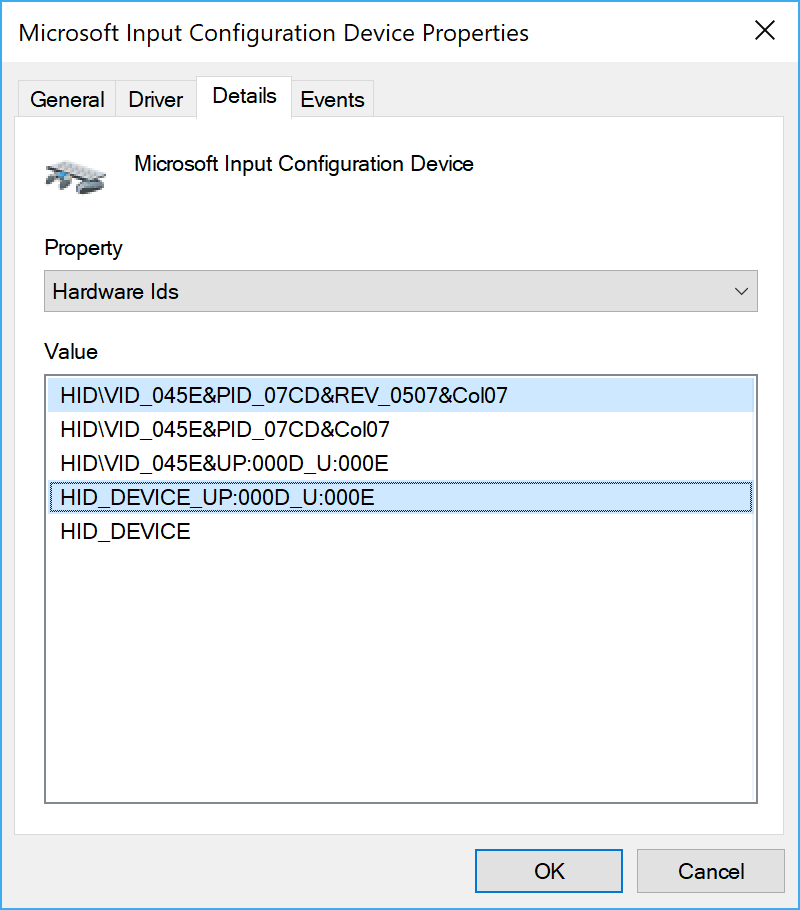 Microsoft Input Configuration Device Properties
General Driver Details Events
Microsoft Input Configuration Device
Property
Hardware Ids
Value
HID\VID_045E&PID_07CD&REV_0507&Col07
HID\VID_045E&PID_07CD&Col07
HID\VID_045E&UP:000D_U:000E
HID_DEVICE_UP:000D_U:000E
HID_DEVICE
OK Cancel